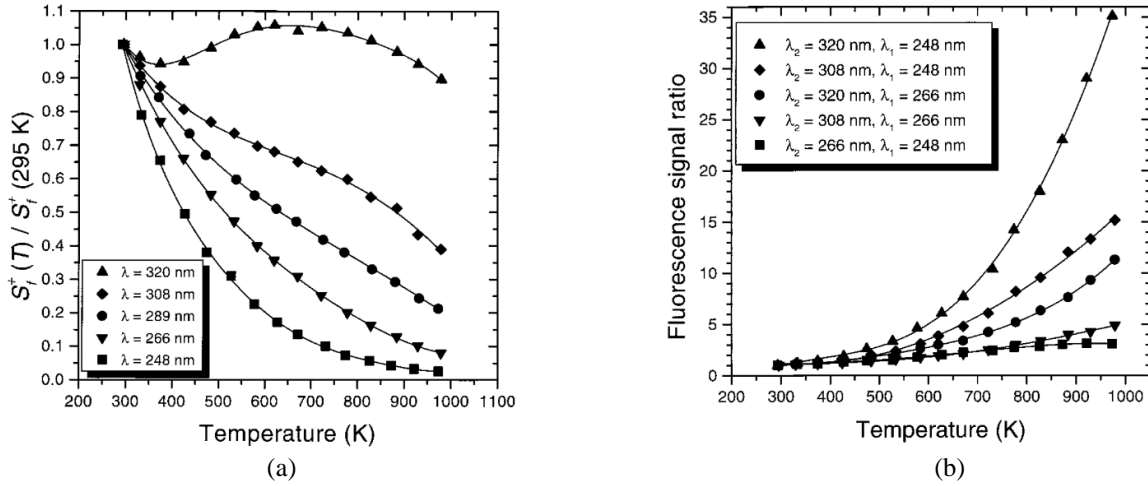 1.1
1.0
0.9
0.8
0.7
0.6
0.5
0.4
0.3
0.2
0.1
0.0
S_f^+ (T) / S_f^+ (295 K)
λ = 320 nm
λ = 308 nm
λ = 289 nm
λ = 266 nm
λ = 248 nm
200 300 400 500 600 700 800 900 1000 1100
Temperature (K)
(a)
35
30
25
20
15
10
5
0
Fluorescence signal ratio
λ₂ = 320 nm, λ₁ = 248 nm
λ₂ = 308 nm, λ₁ = 248 nm
λ₂ = 320 nm, λ₁ = 266 nm
λ₂ = 308 nm, λ₁ = 266 nm
λ₂ = 266 nm, λ₁ = 248 nm
200 300 400 500 600 700 800 900 1000
Temperature (K)
(b)